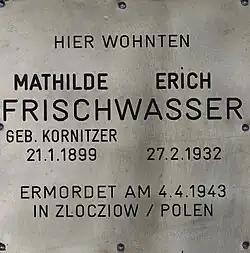 HIER WOHNTEN
MATHILDE ERICH
FRISCHWASSER
GEB. KORNITZER
21.1.1899 27.2.1932
ERMORDET AM 4.4.1943
IN ZLOCZIOW / POLEN